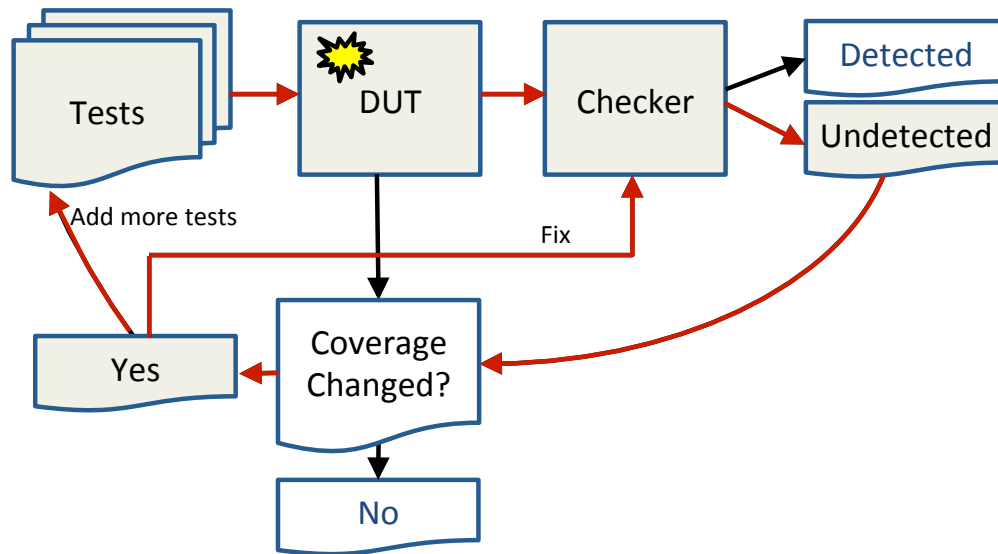 Tests
DUT
Checker
Detected
Undetected
Add more tests
Fix
Yes
Coverage
Changed?
No